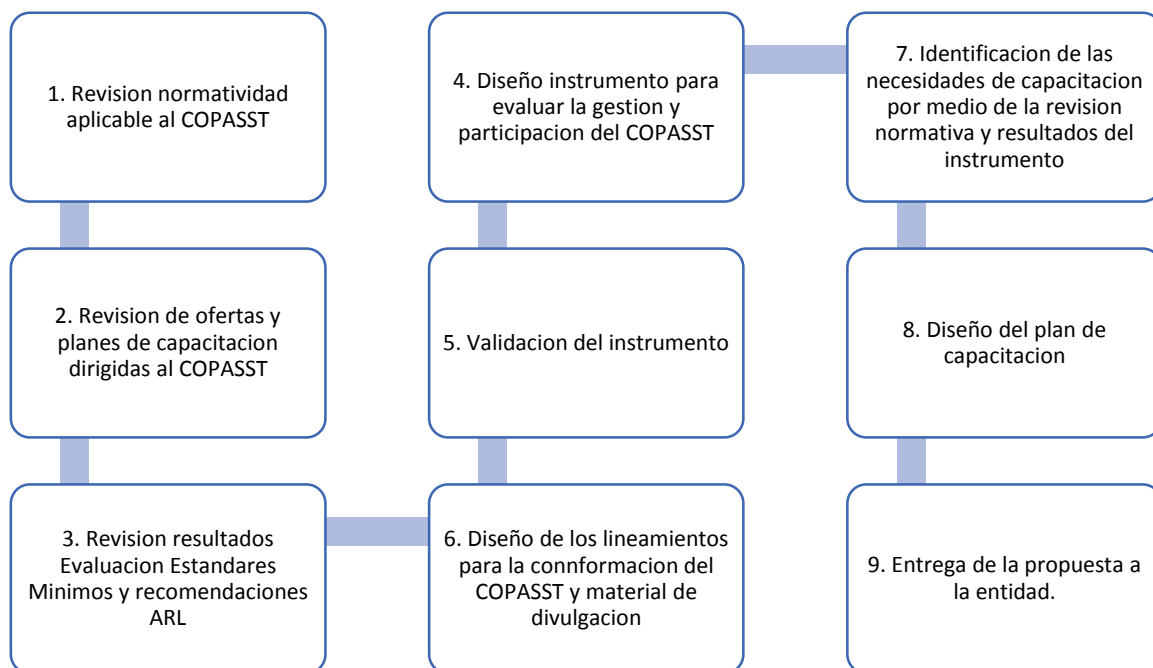 1. Revision normatividad
aplicable al COPASST
2. Revision de ofertas y
planes de capacitacion
dirigidas al COPASST
3. Revision resultados
Evaluacion Estandares
Minimos y recomendaciones
ARL
4. Diseño instrumento para
evaluar la gestion y
participacion del COPASST
5. Validacion del instrumento
6. Diseño de los lineamientos
para la connformacion del
COPASST y material de
divulgacion
7. Identificacion de las
necesidades de capacitacion
por medio de la revision
normativa y resultados del
instrumento
8. Diseño del plan de
capacitacion
9. Entrega de la propuesta a
la entidad.